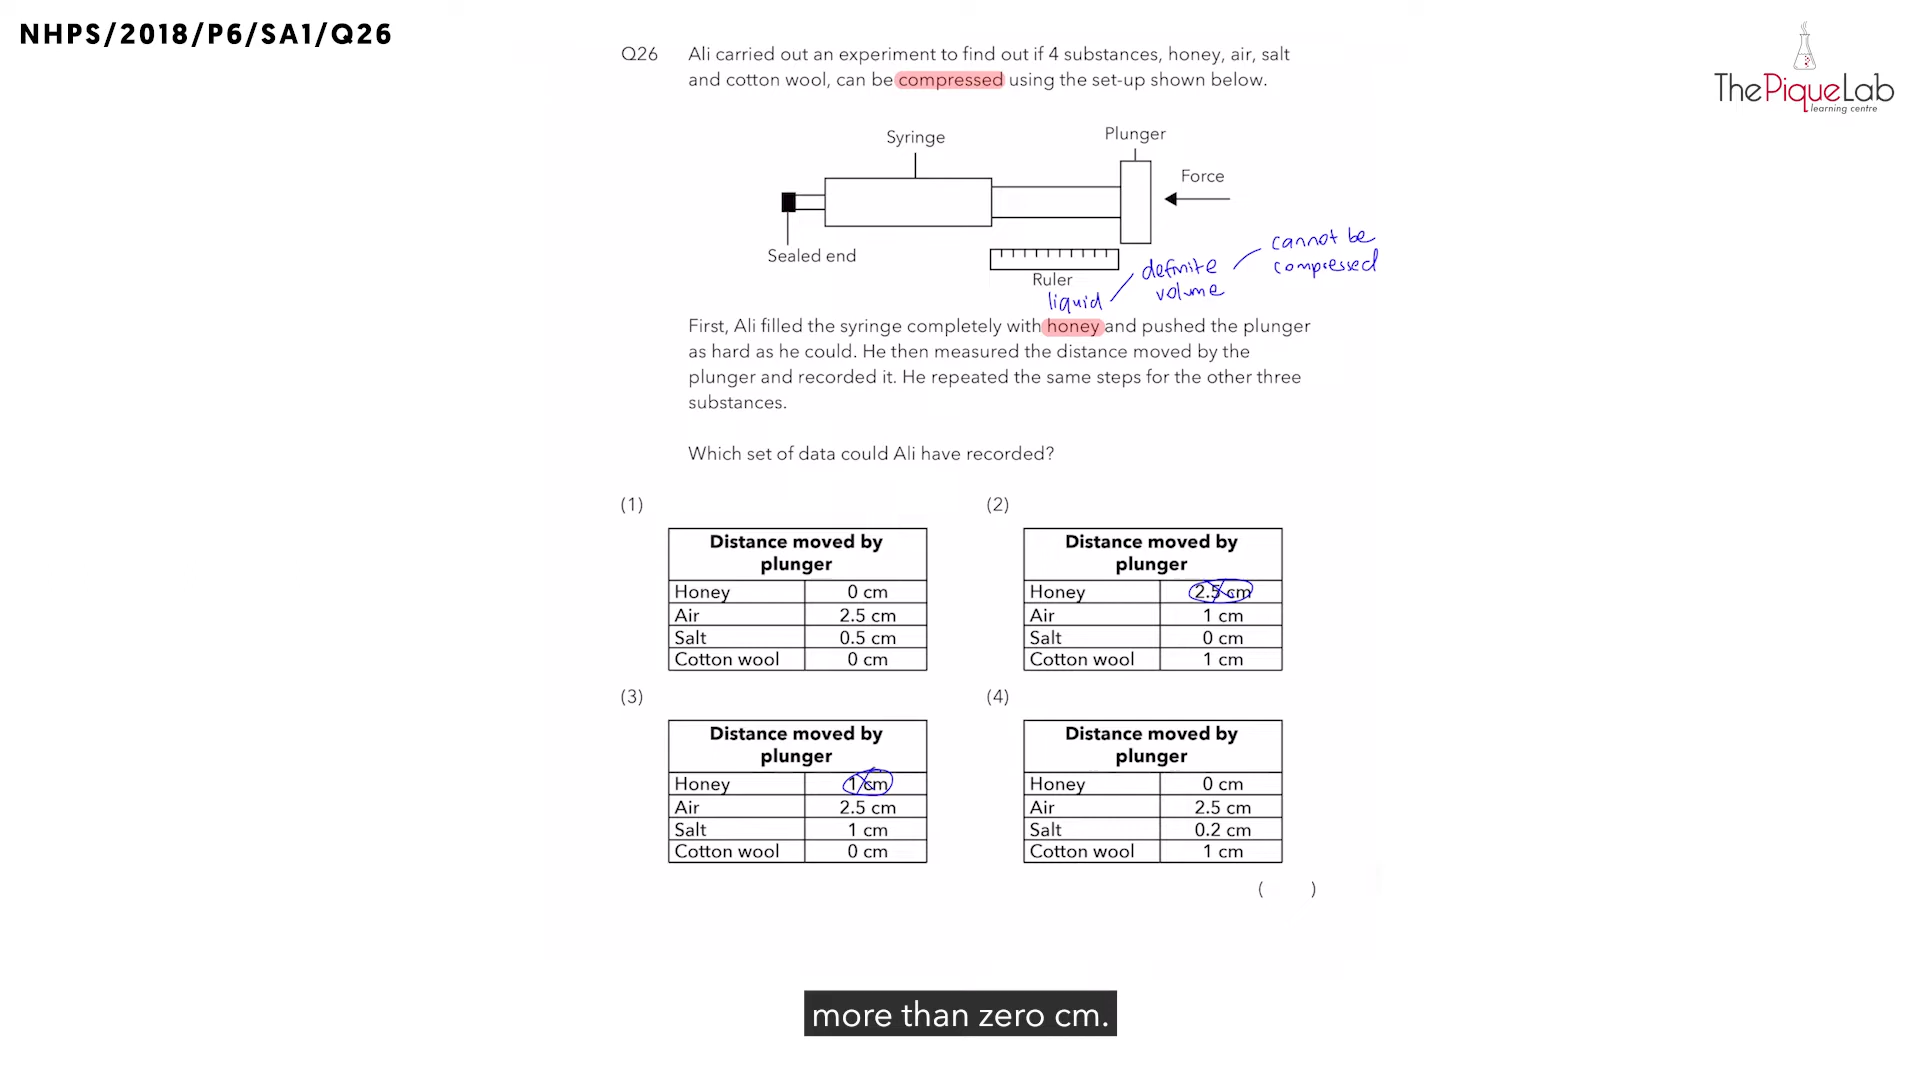 NHPS/2018/P6/SA1/Q26
ThePiqueLab
learning centre
Q26 Ali carried out an experiment to find out if 4 substances, honey, air, salt
and cotton wool, can be compressed using the set-up shown below.
Syringe
Plunger
Force
Sealed end
Ruler
liquid
definite
volume
cannot be
compressed
First, Ali filled the syringe completely with honey and pushed the plunger
as hard as he could. He then measured the distance moved by the
plunger and recorded it. He repeated the same steps for the other three
substances.
Which set of data could Ali have recorded?
(1)
Distance moved by
plunger
Honey 0 cm
Air 2.5 cm
Salt 0.5 cm
Cotton wool 0 cm
(2)
Distance moved by
plunger
Honey 2.5 cm
Air 1 cm
Salt 0 cm
Cotton wool 1 cm
(3)
Distance moved by
plunger
Honey 1 cm
Air 2.5 cm
Salt 1 cm
Cotton wool 0 cm
(4)
Distance moved by
plunger
Honey 0 cm
Air 2.5 cm
Salt 0.2 cm
Cotton wool 1 cm
( )
more than zero cm.